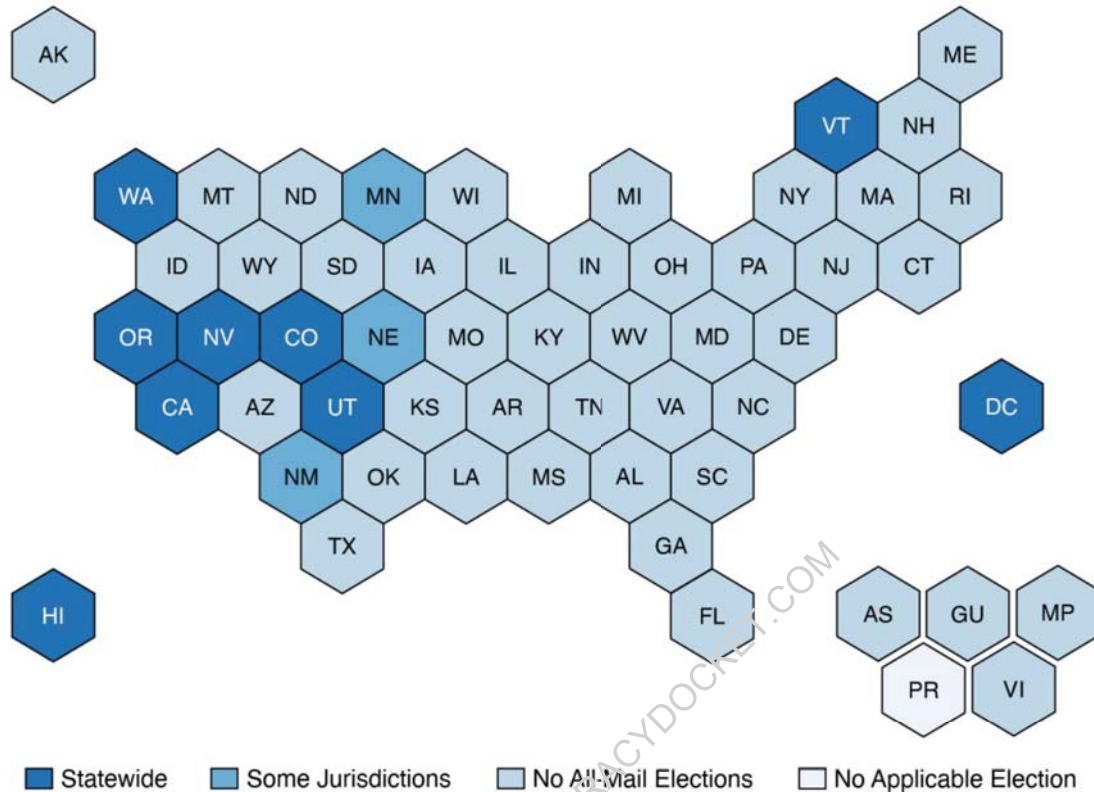 AK
ME
VT NH
WA MT ND MN WI MI NY MA RI
ID WY SD IA IL IN OH PA NJ CT
OR NV CO NE MO KY WV MD DE
CA AZ UT KS AR TN VA NC DC
NM OK LA MS AL SC
TX GA
HI FL AS GU MP
PR VI
Statewide Some Jurisdictions No All-Mail Elections No Applicable Election